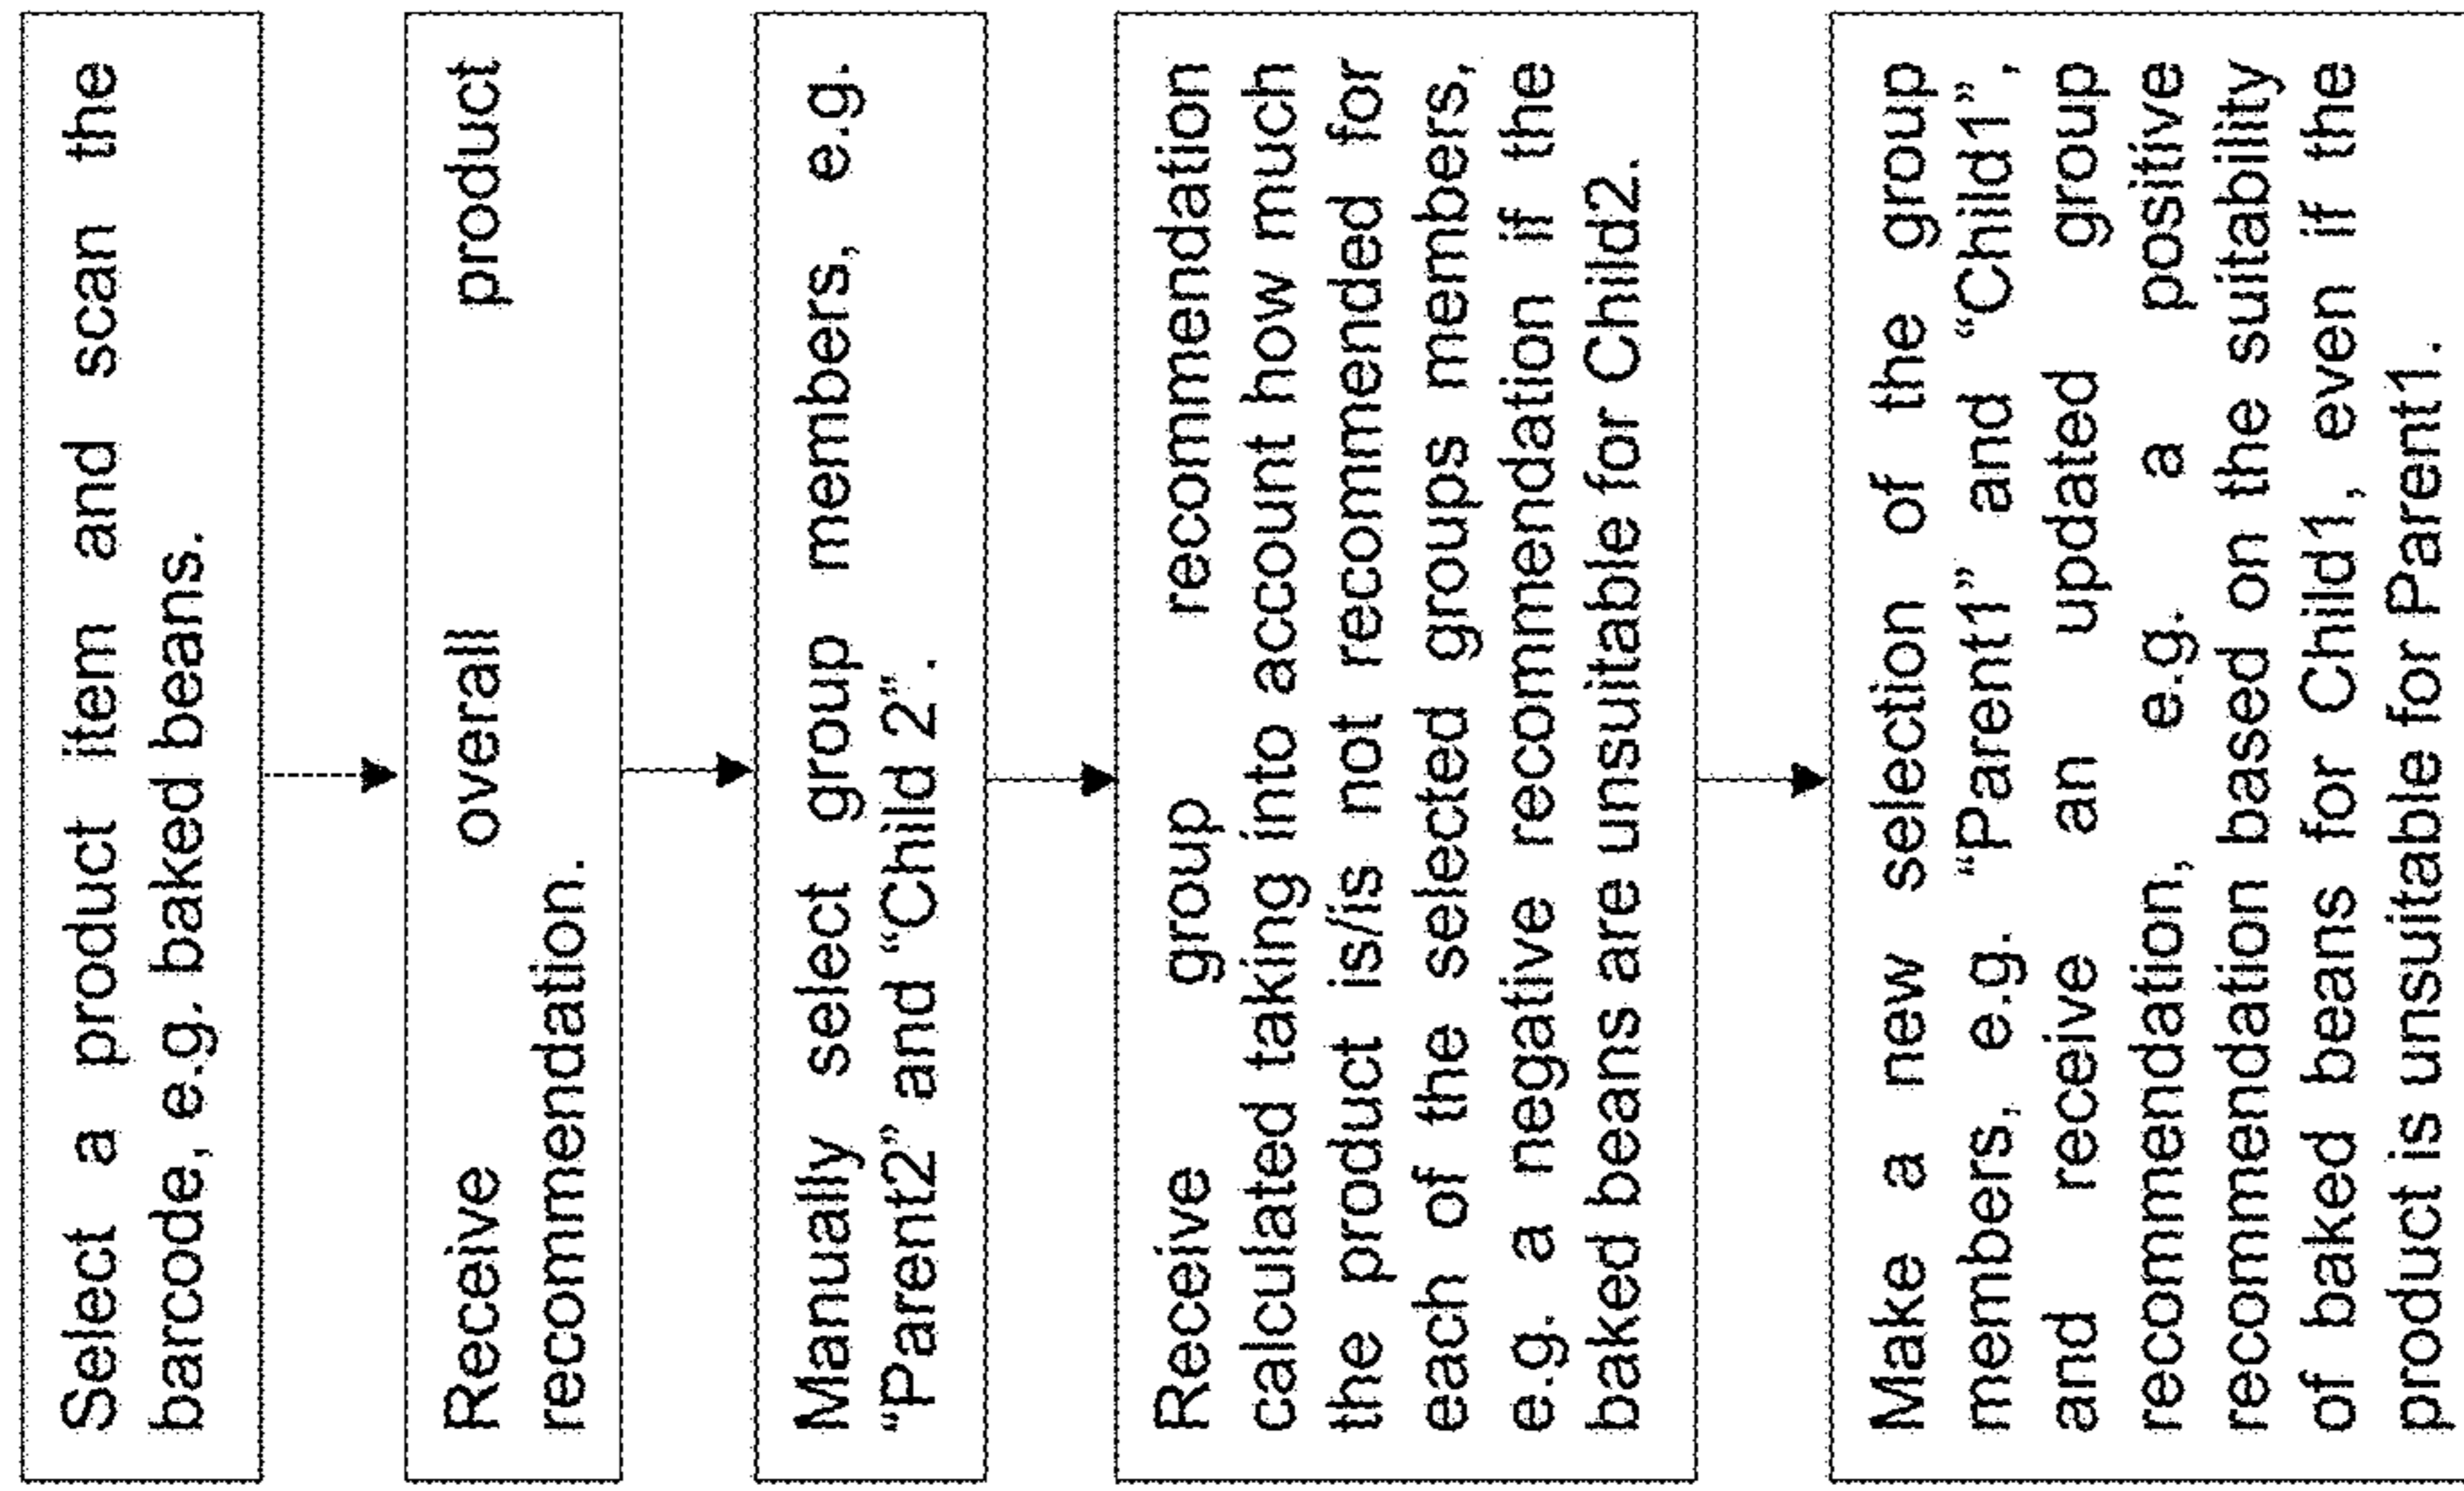 Select a product item and scan the
barcode, e.g. baked beans.
Receive overall product
recommendation.
Manually select group members, e.g.
“Parent2” and “Child 2”.
Receive group recommendation
calculated taking into account how much
the product is/is not recommended for
each of the selected groups members,
e.g. a negative recommendation if the
baked beans are unsuitable for Child2.
Make a new selection of the group
members, e.g. “Parent1” and “Child1”,
and receive an updated group
recommendation, e.g. a positive
recommendation based on the suitability
of baked beans for Child1, even if the
product is unsuitable for Parent1.